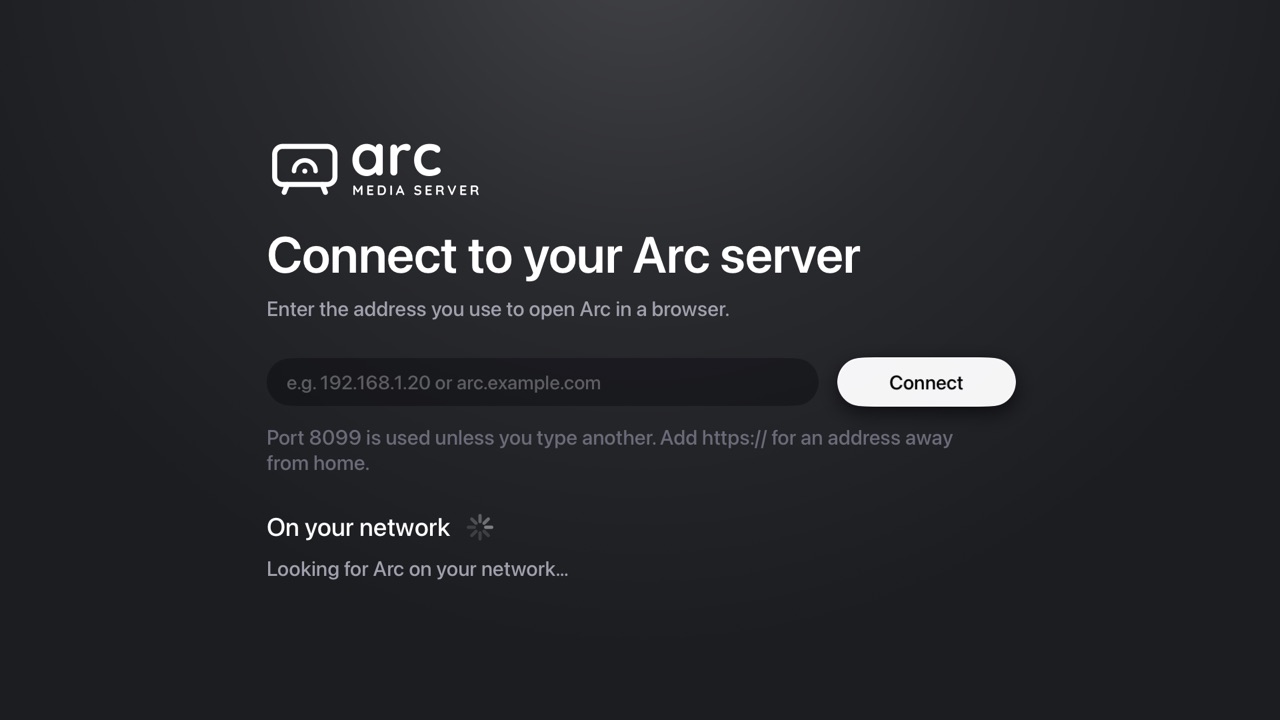 arc
MEDIA SERVER
Connect to your Arc server
Enter the address you use to open Arc in a browser.
e.g. 192.168.1.20 or arc.example.com
Connect
Port 8099 is used unless you type another. Add https:// for an address away
from home.
On your network
Looking for Arc on your network...